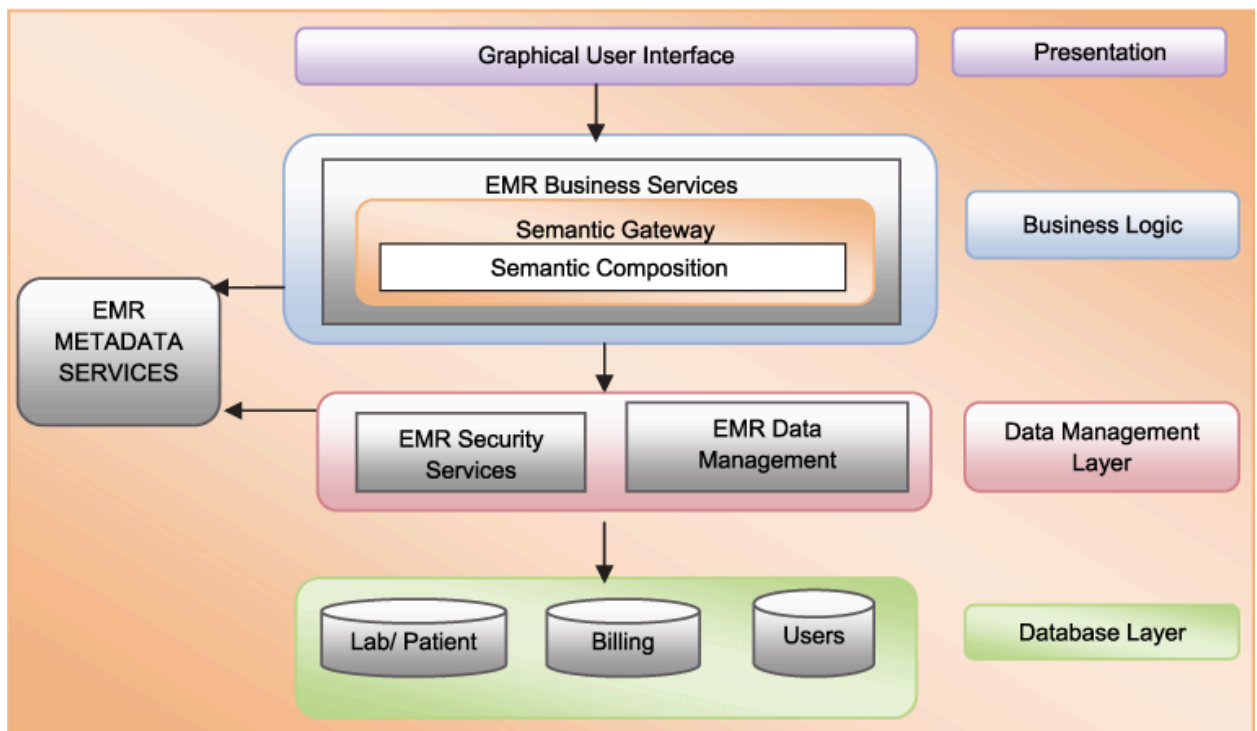 Graphical User Interface
Presentation
EMR Business Services
Semantic Gateway
Semantic Composition
Business Logic
EMR
METADATA
SERVICES
EMR Security
Services
EMR Data
Management
Data Management
Layer
Lab/ Patient
Billing
Users
Database Layer